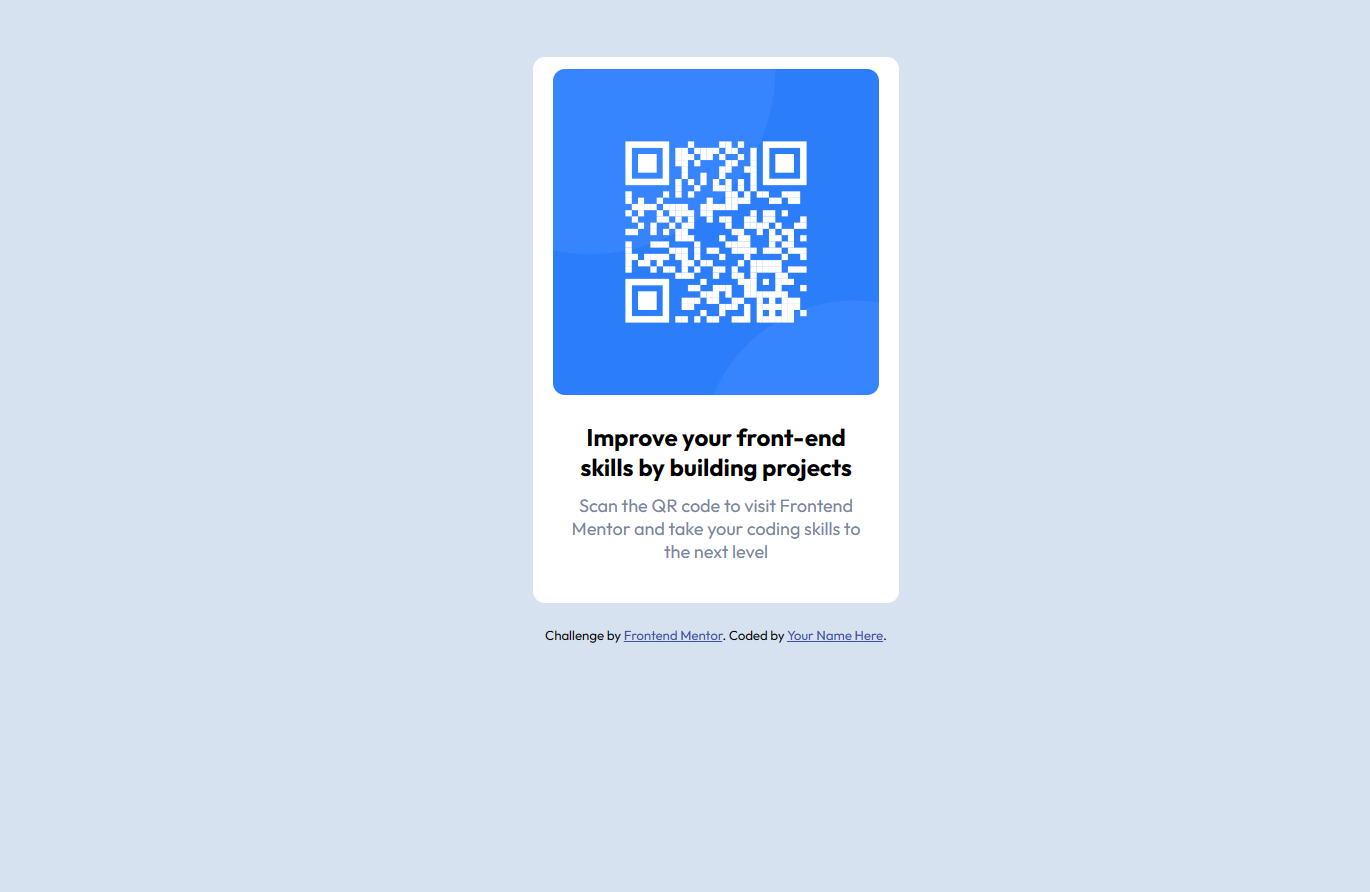 Improve your front-end
skills by building projects
Scan the QR code to visit Frontend
Mentor and take your coding skills to
the next level
Challenge by Frontend Mentor. Coded by Your Name Here.